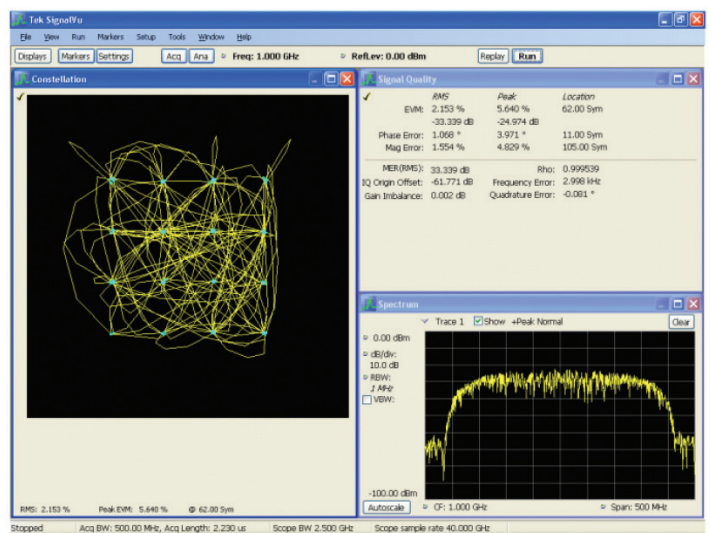 Tek SignalVu
File View Run Markers Setup Tools Window Help
Displays Markers Settings Acq Ana Freq: 1.000 GHz RefLev: 0.00 dBm Replay Run
Constellation
RMS: 2.153 % Peak EVM: 5.640 % @ 62.00 Sym
Signal Quality
RMS Peak Location
EVM: 2.153 % 5.640 % 62.00 Sym
-33.339 dB -24.974 dB
Phase Error: 1.068 ° 3.971 ° 11.00 Sym
Mag Error: 1.554 % 4.829 % 105.00 Sym
MER(RMS): 33.339 dB Rho: 0.999539
IQ Origin Offset: -61.771 dB Frequency Error: 2.998 kHz
Gain Imbalance: 0.002 dB Quadrature Error: -0.081 °
Spectrum
Trace 1 Show +Peak Normal Clear
0.00 dBm
dB/div:
10.0 dB
RBW:
1 MHz
VBW:
-100.00 dBm
Autoscale CF: 1.000 GHz Span: 500 MHz
Stopped Acq BW: 500.00 MHz, Acq Length: 2.230 us Scope BW 2.500 GHz Scope sample rate 40.000 GHz